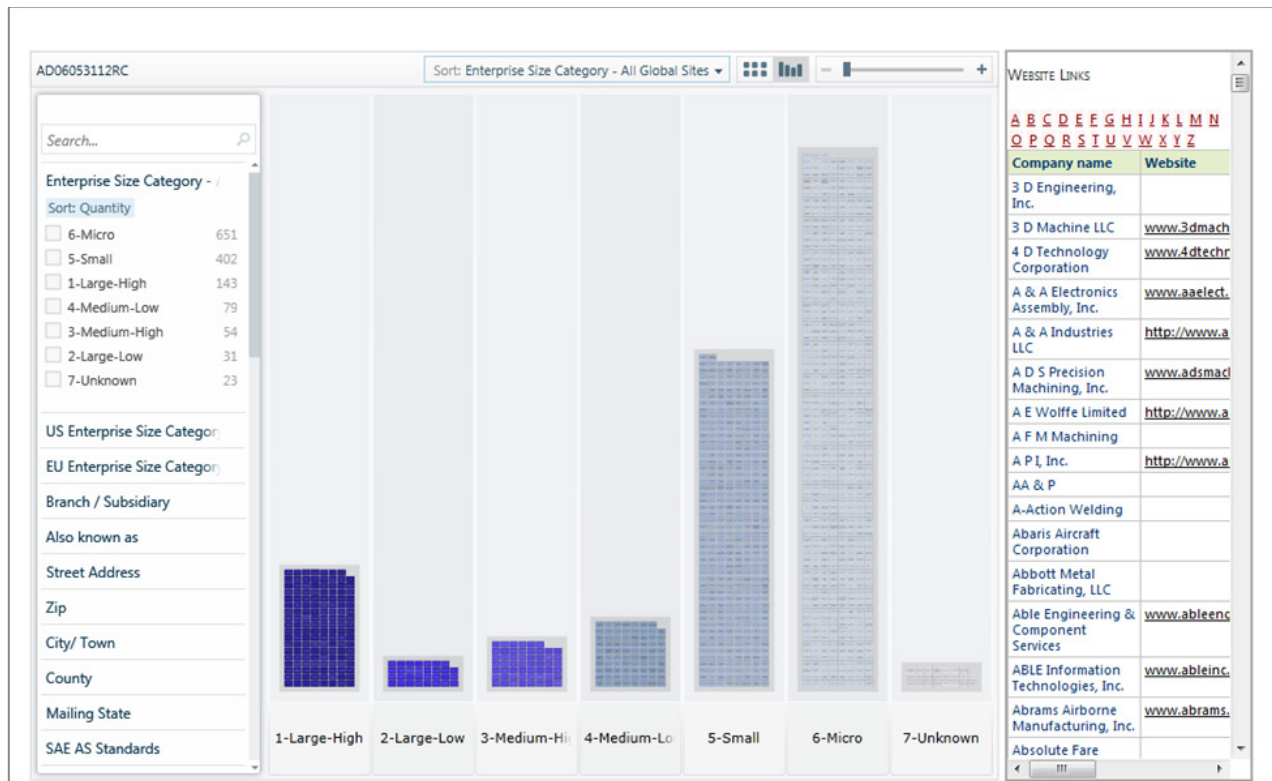 AD06053112RC
Sort: Enterprise Size Category - All Global Sites
Search...
Enterprise Size Category -
Sort: Quantity
6-Micro 651
5-Small 402
1-Large-High 143
4-Medium-Low 79
3-Medium-High 54
2-Large-Low 31
7-Unknown 23
US Enterprise Size Category
EU Enterprise Size Category
Branch / Subsidiary
Also known as
Street Address
Zip
City/ Town
County
Mailing State
SAE AS Standards
1-Large-High 2-Large-Low 3-Medium-Hi 4-Medium-Lo 5-Small 6-Micro 7-Unknown
WEBSITE LINKS
A B C D E F G H I J K L M N
O P Q R S T U V W X Y Z
Company name Website
3 D Engineering,
Inc.
3 D Machine LLC www.3dmach
4 D Technology www.4dtechn
Corporation
A & A Electronics www.aaelect.
Assembly, Inc.
A & A Industries http://www.a
LLC
A D S Precision www.adsmacl
Machining, Inc.
A E Wolffe Limited http://www.a
A F M Machining
A P I, Inc. http://www.a
AA & P
A-Action Welding
Abaris Aircraft
Corporation
Abbott Metal
Fabricating, LLC
Able Engineering & www.ableenc
Component
Services
ABLE Information www.ableinc.
Technologies, Inc.
Abrams Airborne www.abrams.
Manufacturing, Inc.
Absolute Fare